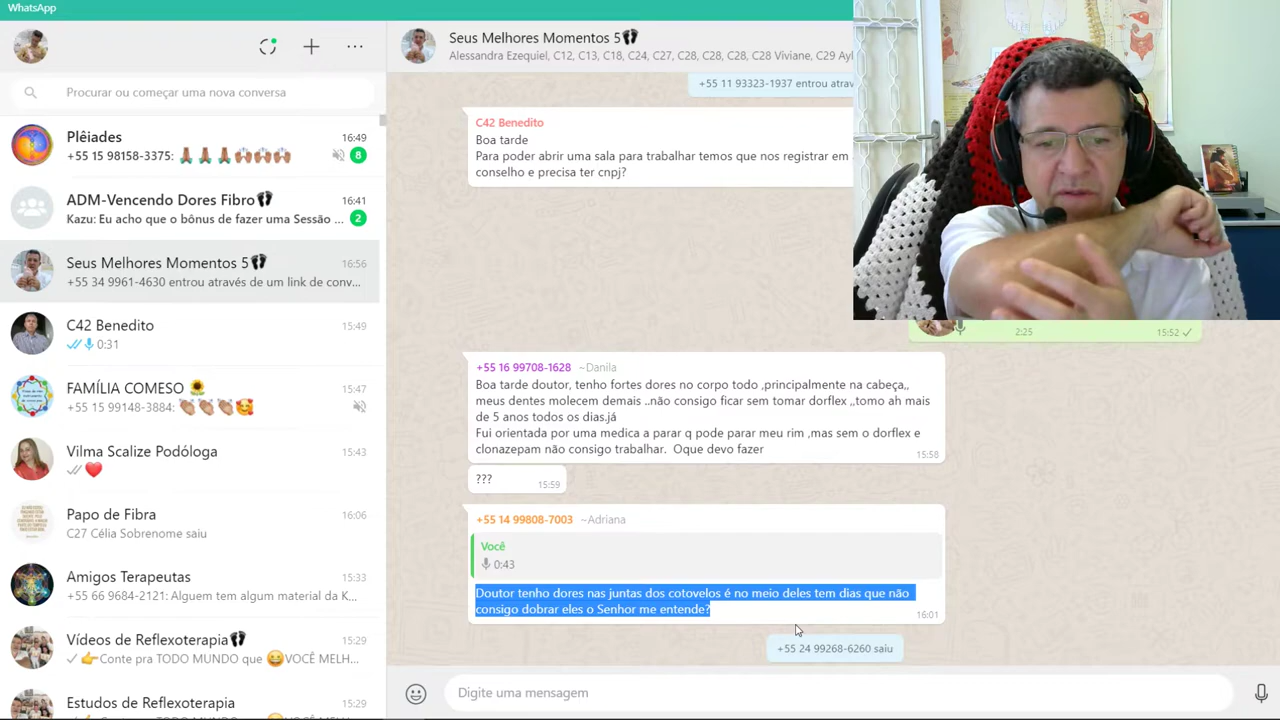 WhatsApp
Procurar ou começar uma nova conversa
Plêiades
16:49
+55 15 98158-3375: 🙏🏽🙏🏽🙏🏽🙌🏽🙌🏽🙌🏽
8
ADM-Vencendo Dores Fibro👣
16:41
Kazu: Eu acho que o bônus de fazer uma Sessão ...
2
Seus Melhores Momentos 5👣
16:56
+55 34 9961-4630 entrou através de um link de conv...
C42 Benedito
15:49
0:31
FAMÍLIA COMESO 🌻
15:47
+55 15 99148-3884: 👏🏽👏🏽👏🏽🥰
Vilma Scalize Podóloga
15:43
❤️
Papo de Fibra
16:06
C27 Célia Sobrenome saiu
Amigos Terapeutas
15:33
+55 66 9684-2121: Alguem tem algum material da K...
Vídeos de Reflexoterapia👣
15:29
👉Conte pra TODO MUNDO que 😄VOCÊ MELH...
Estudos de Reflexoterapia
15:29
Seus Melhores Momentos 5👣
Alessandra Ezequiel, C12, C13, C18, C24, C27, C28, C28, C28, C28 Viviane, C29 Ayl
+55 11 93323-1937 entrou atrav
C42 Benedito
Boa tarde
Para poder abrir uma sala para trabalhar temos que nos registrar em
conselho e precisa ter cnpj?
2:25
15:52
+55 16 99708-1628 ~Danila
Boa tarde doutor, tenho fortes dores no corpo todo ,principalmente na cabeça,,
meus dentes molecem demais ..não consigo ficar sem tomar dorflex ,,tomo ah mais
de 5 anos todos os dias.já
Fui orientada por uma medica a parar q pode parar meu rim ,mas sem o dorflex e
clonazepam não consigo trabalhar. Oque devo fazer
15:58
???
15:59
+55 14 99808-7003 ~Adriana
Você
0:43
Doutor tenho dores nas juntas dos cotovelos é no meio deles tem dias que não
consigo dobrar eles o Senhor me entende?
16:01
+55 24 99268-6260 saiu
Digite uma mensagem